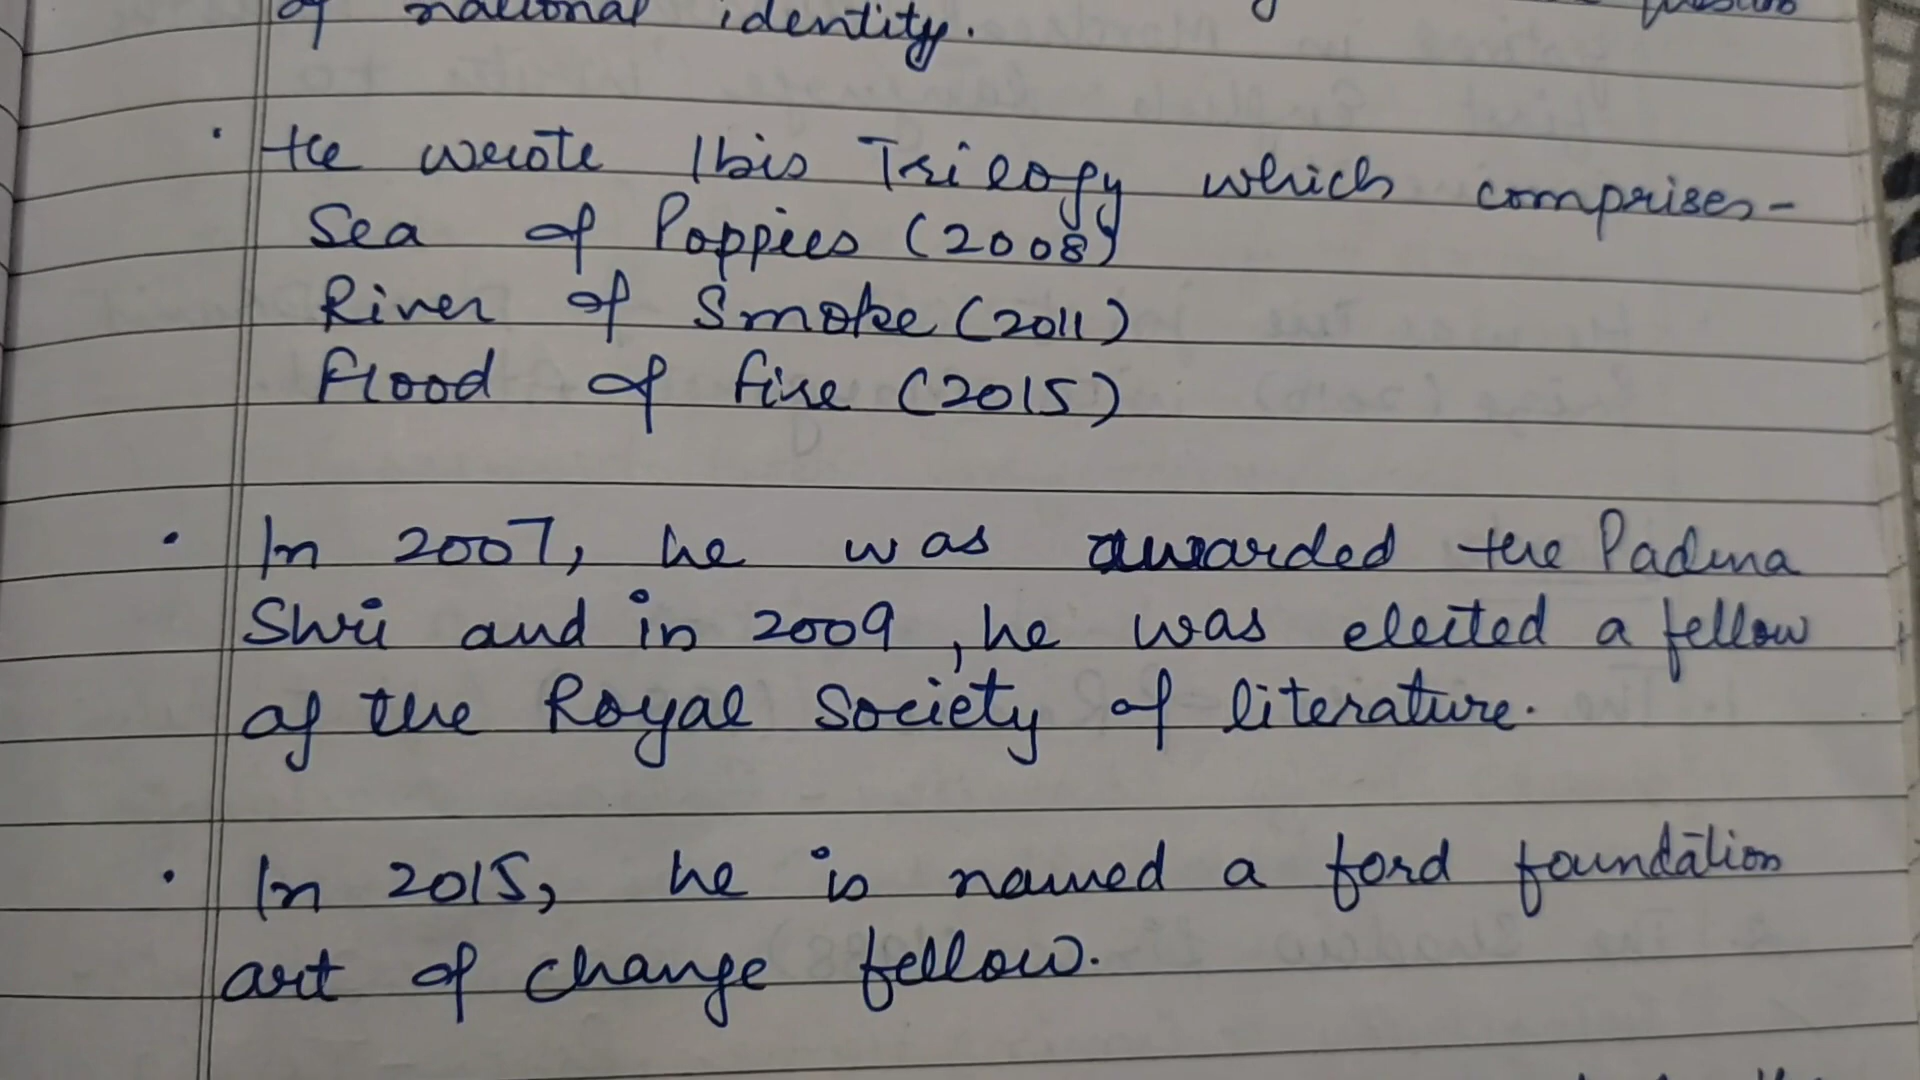 of national identity.
• He wrote Ibis Trilogy which comprises-
Sea of Poppies (2008)
River of Smoke (2011)
Flood of fire (2015)
• In 2007, he was awarded the Padma
Shri and in 2009, he was elected a fellow
of the Royal Society of literature.
• In 2015, he is named a ford foundation
art of change fellow.